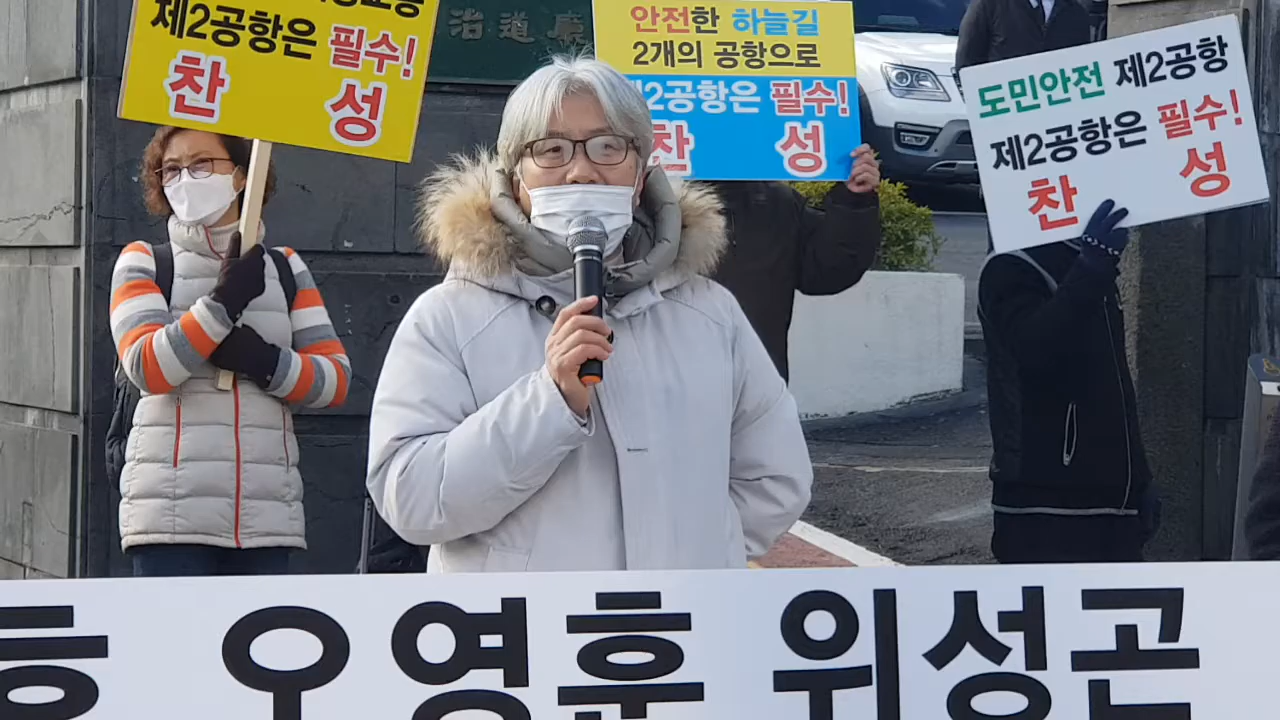 제2공항은 필수!
찬 성
治道廳
안전한 하늘길
2개의 공항으로
제2공항은 필수!
찬 성
도민안전 제2공항
제2공항은 필수!
찬 성
오영훈 위성곤